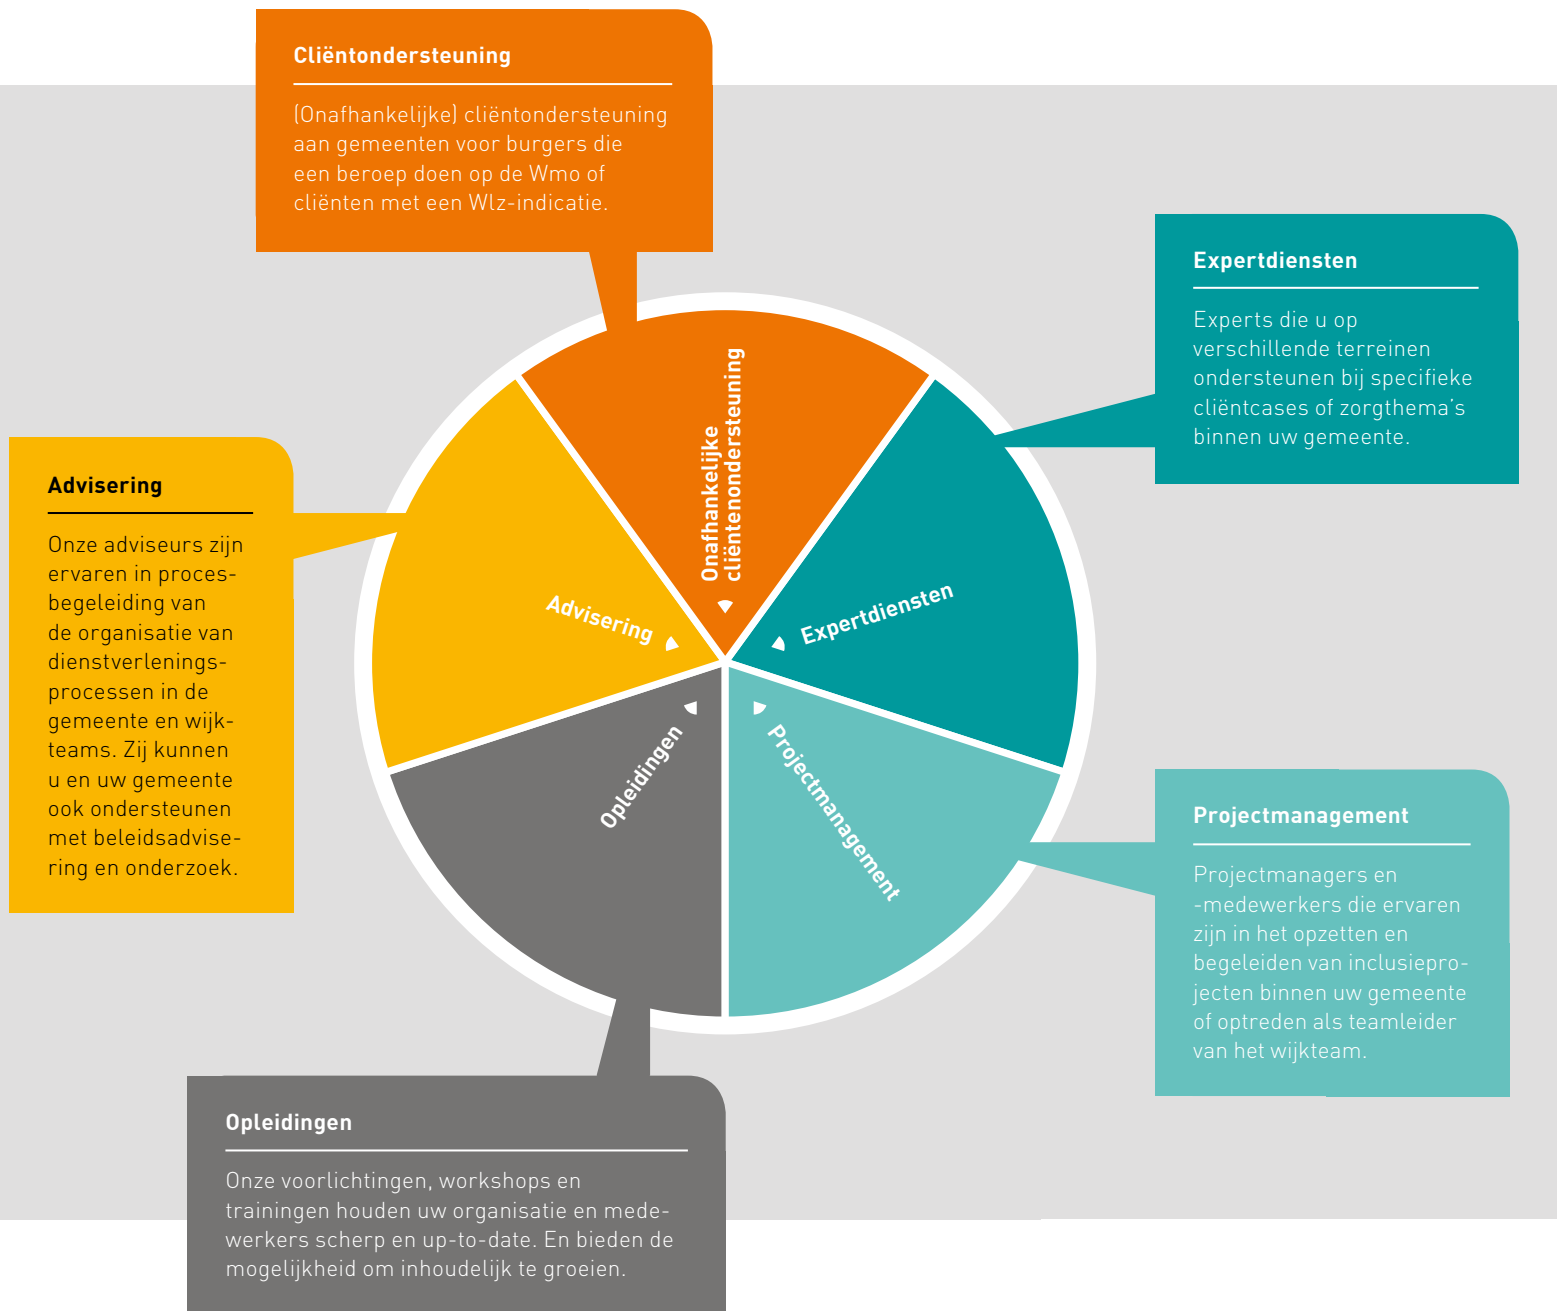 Cliëntondersteuning
(Onafhankelijke) cliëntondersteuning
aan gemeenten voor burgers die
een beroep doen op de Wmo of
cliënten met een Wlz-indicatie.
Expertdiensten
Experts die u op
verschillende terreinen
ondersteunen bij specifieke
cliëntcases of zorgthema's
binnen uw gemeente.
Advisering
Onze adviseurs zijn
ervaren in proces-
begeleiding van
de organisatie van
dienstverlenings-
processen in de
gemeente en wijk-
teams. Zij kunnen
u en uw gemeente
ook ondersteunen
met beleidsadvise-
ring en onderzoek.
Onafhankelijke
cliëntenondersteuning
Expertdiensten
Advisering
Opleidingen
Projectmanagement
Projectmanagement
Projectmanagers en
-medewerkers die ervaren
zijn in het opzetten en
begeleiden van inclusiepro-
jecten binnen uw gemeente
of optreden als teamleider
van het wijkteam.
Opleidingen
Onze voorlichtingen, workshops en
trainingen houden uw organisatie en mede-
werkers scherp en up-to-date. En bieden de
mogelijkheid om inhoudelijk te groeien.